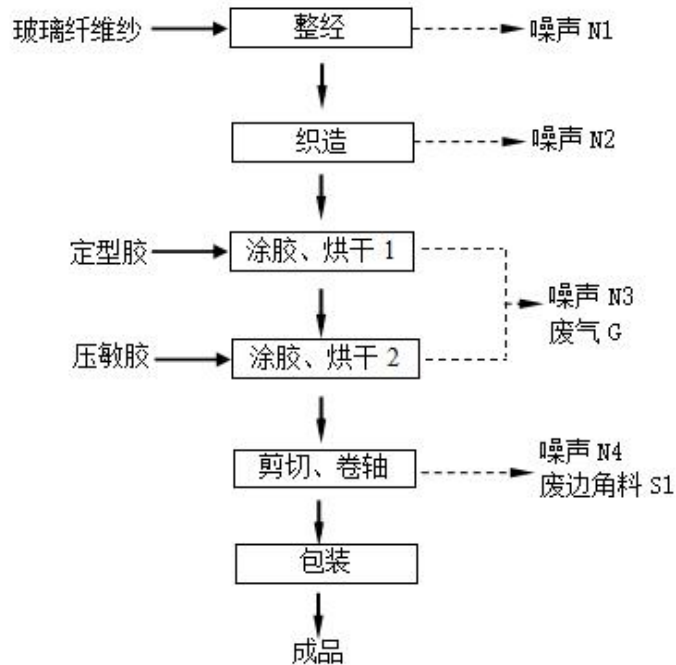 玻璃纤维纱
整经
噪声 N1
织造
噪声 N2
定型胶
涂胶、烘干 1
噪声 N3
废气 G
压敏胶
涂胶、烘干 2
剪切、卷轴
噪声 N4
废边角料 S1
包装
成品